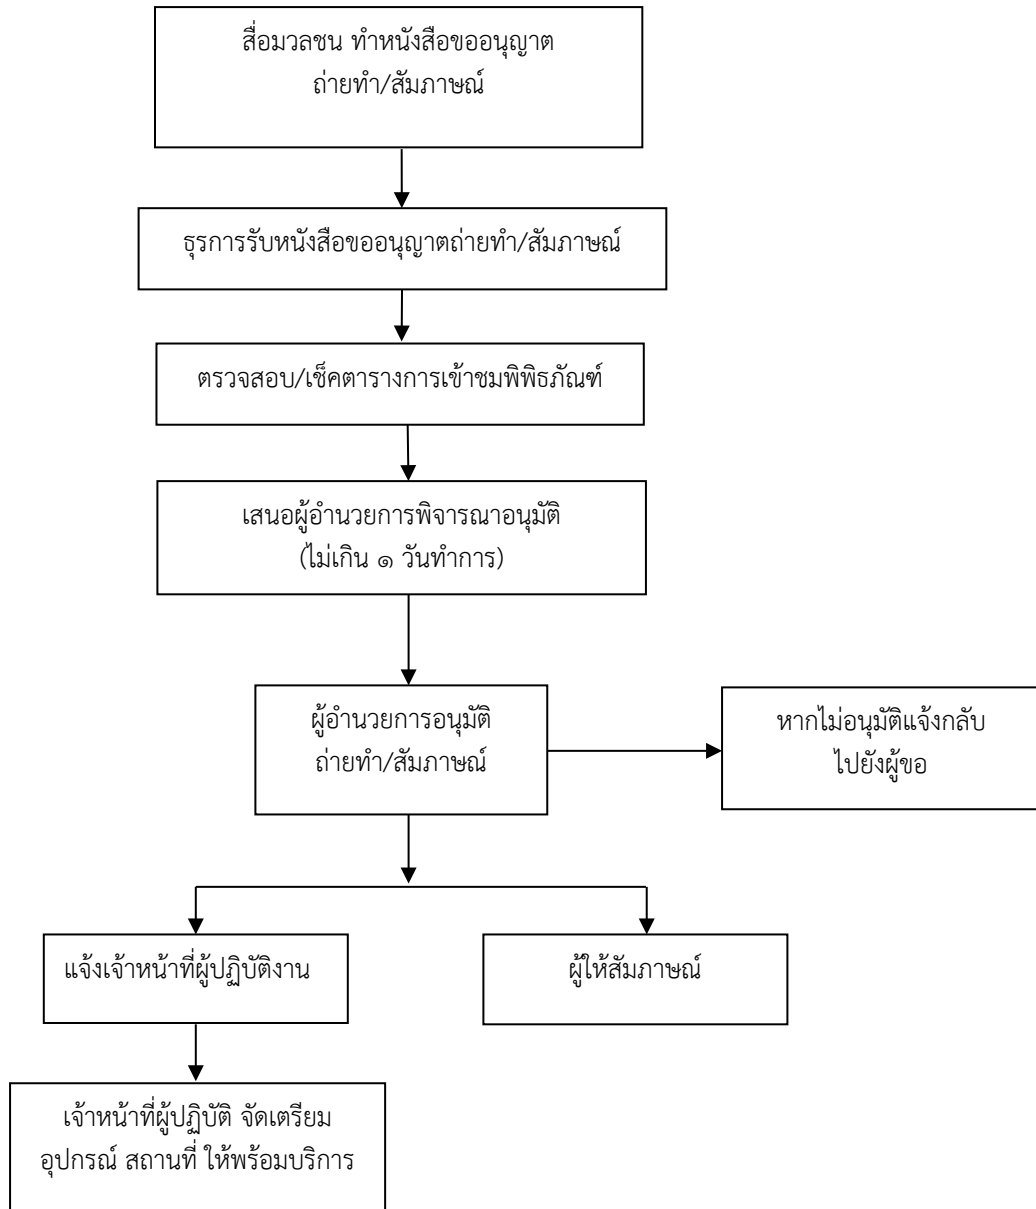 สื่อมวลชน ทำหนังสือขออนุญาต
ถ่ายทำ/สัมภาษณ์
ธุรการรับหนังสือขออนุญาตถ่ายทำ/สัมภาษณ์
ตรวจสอบ/เช็คตารางการเข้าชมพิพิธภัณฑ์
เสนอผู้อำนวยการพิจารณาอนุมัติ
(ไม่เกิน ๑ วันทำการ)
ผู้อำนวยการอนุมัติ
ถ่ายทำ/สัมภาษณ์
หากไม่อนุมัติแจ้งกลับ
ไปยังผู้ขอ
แจ้งเจ้าหน้าที่ผู้ปฏิบัติงาน
ผู้ให้สัมภาษณ์
เจ้าหน้าที่ผู้ปฏิบัติ จัดเตรียม
อุปกรณ์ สถานที่ ให้พร้อมบริการ